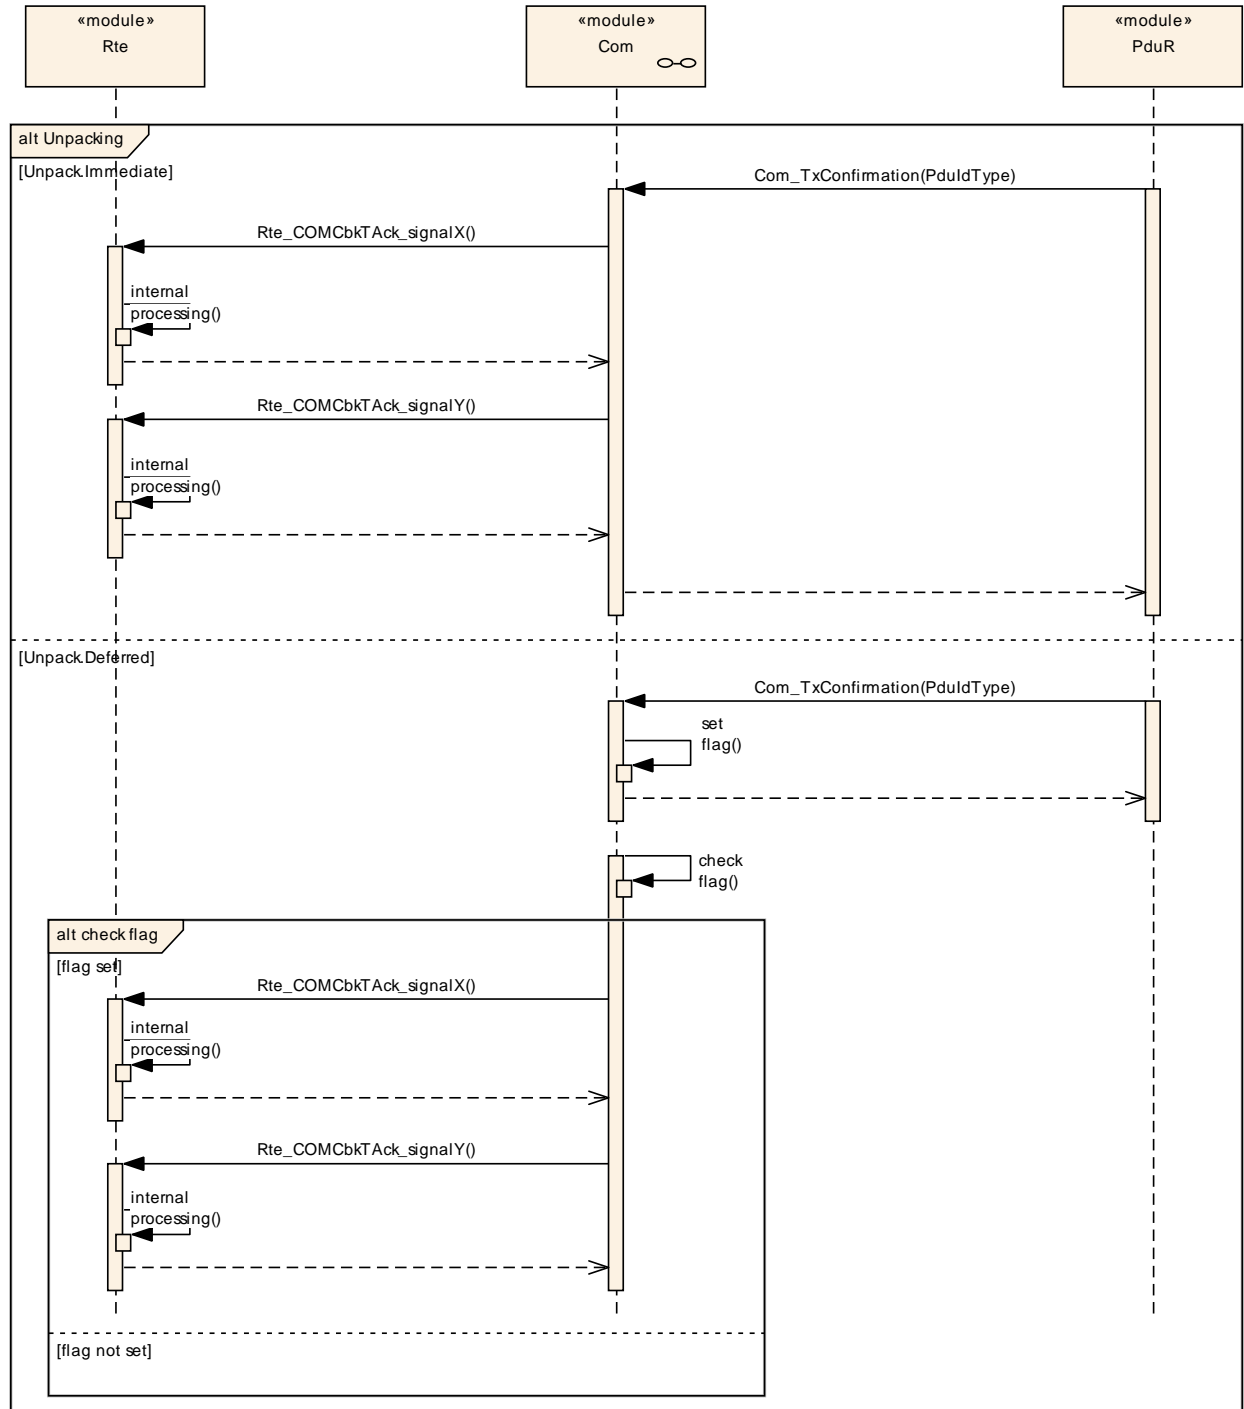 «module»
Rte
«module»
Com
«module»
PduR
alt Unpacking
[Unpack.Immediate]
Com_TxConfirmation(PduIdType)
Rte_COMCbkTAck_signalX()
internal
processing()
Rte_COMCbkTAck_signalY()
internal
processing()
[Unpack.Deferred]
Com_TxConfirmation(PduIdType)
set
flag()
check
flag()
alt check flag
[flag set]
Rte_COMCbkTAck_signalX()
internal
processing()
Rte_COMCbkTAck_signalY()
internal
processing()
[flag not set]